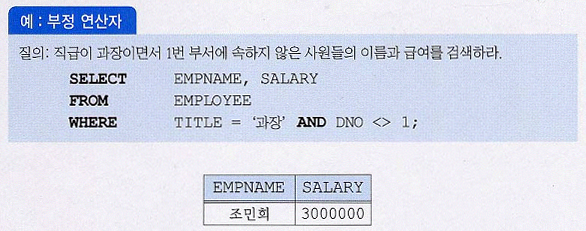 예 : 부정 연산자
질의: 직급이 과장이면서 1번 부서에 속하지 않은 사원들의 이름과 급여를 검색하라.
SELECT EMPNAME, SALARY
FROM EMPLOYEE
WHERE TITLE = '과장' AND DNO <> 1;
EMPNAME SALARY
조민희 3000000